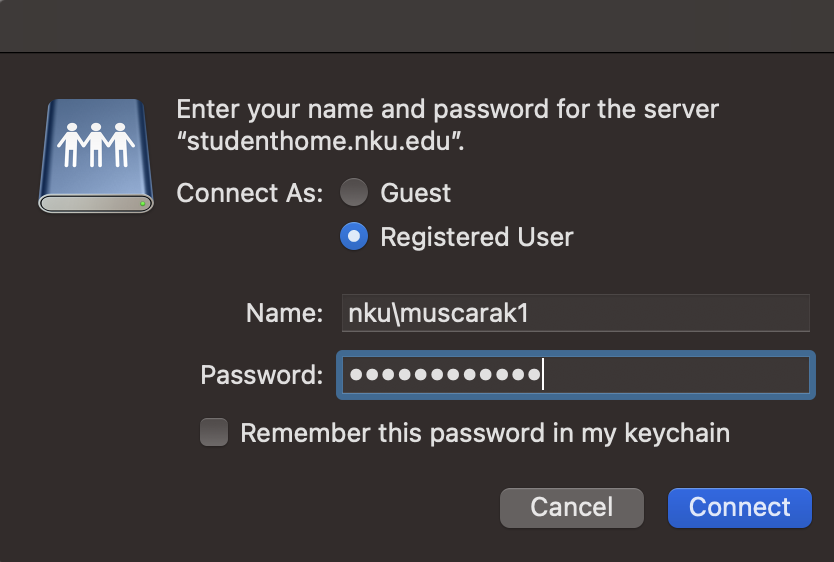 Enter your name and password for the server
“studenthome.nku.edu”.
Connect As: Guest
Registered User
Name: nku\muscarak1
Password: ••••••••••••
Remember this password in my keychain
Cancel Connect